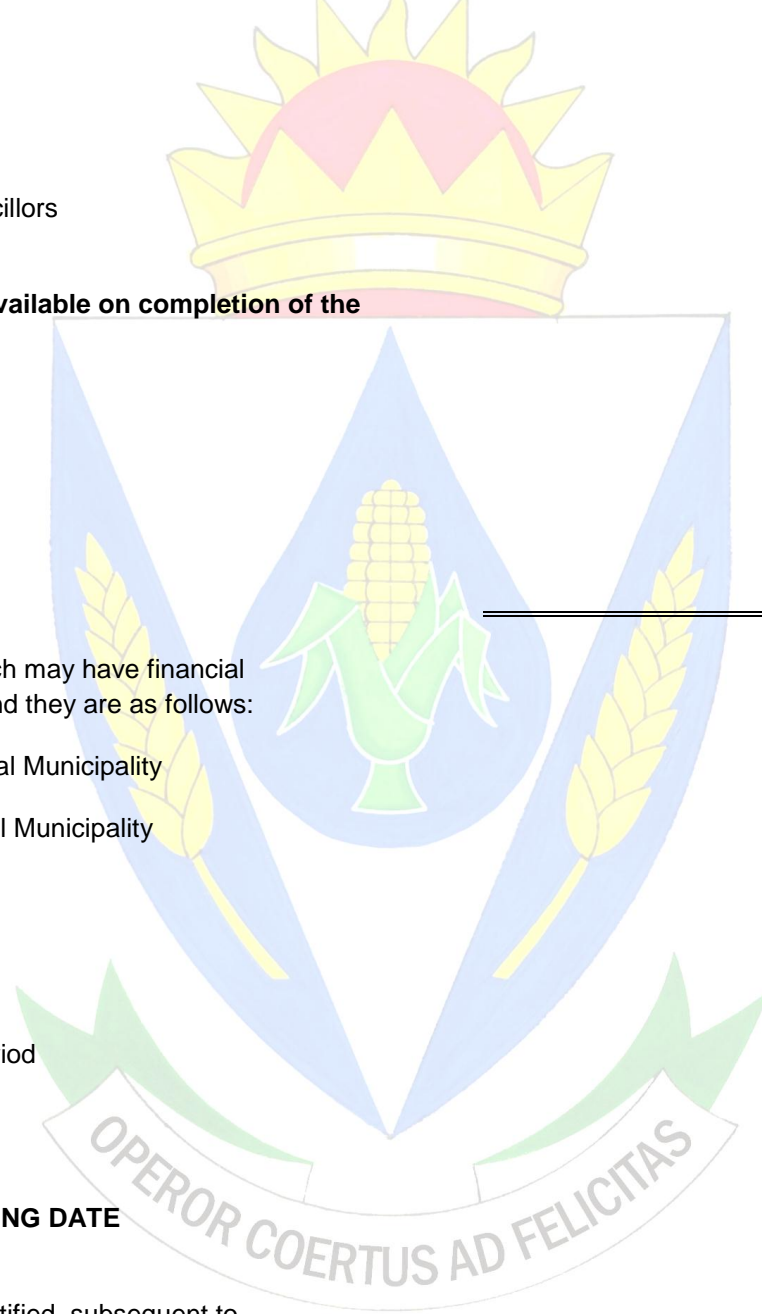 cillors
vailable on completion of the
ch may have financial
nd they are as follows:
al Municipality
l Municipality
iod
OPEROR COERTUS AD FELICITAS
NG DATE
tified, subsequent to